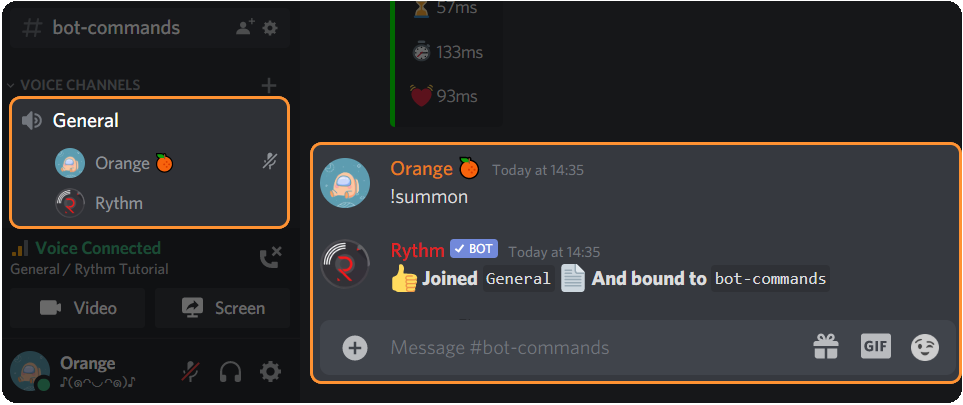 # bot-commands
VOICE CHANNELS
General
Orange 🍊
Rythm
Voice Connected
General / Rythm Tutorial
Video
Screen
Orange
♪(๑ᴖ◡ᴖ๑)♪
57ms
133ms
93ms
Orange 🍊 Today at 14:35
!summon
Rythm ✔ BOT Today at 14:35
👍 Joined General 📄 And bound to bot-commands
Message #bot-commands
GIF